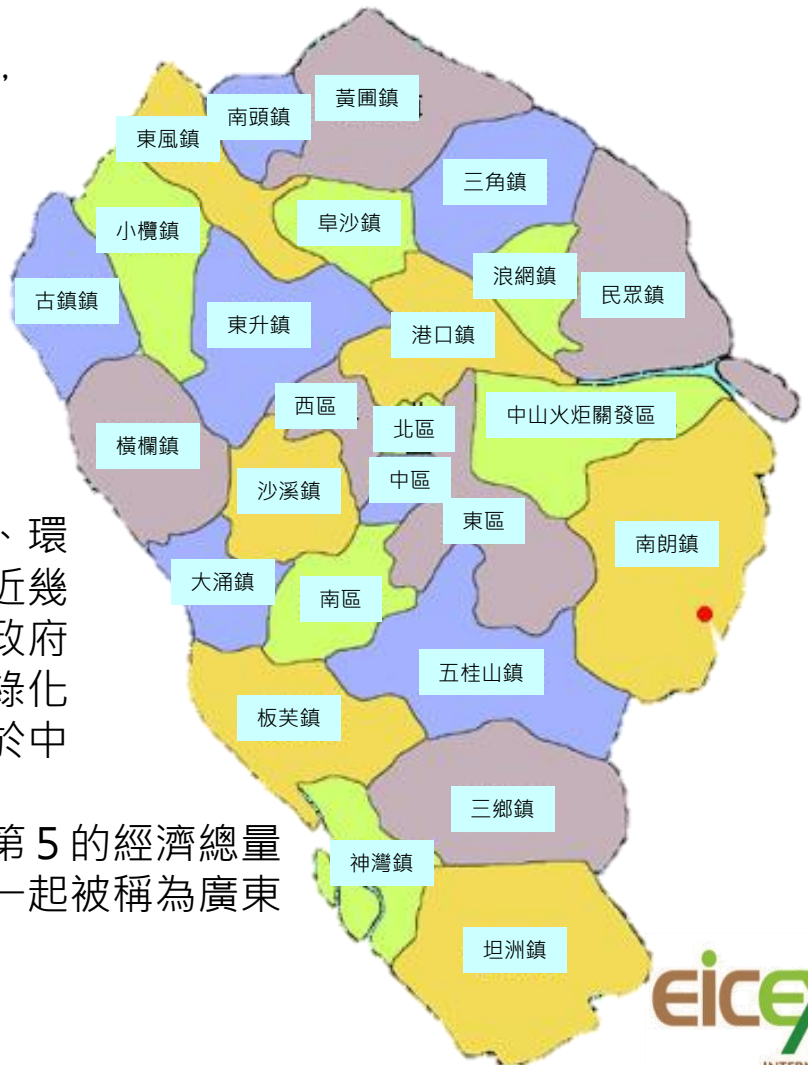 ,
黃圃鎮
南頭鎮
東風鎮
三角鎮
小欖鎮
阜沙鎮
浪網鎮
民眾鎮
古鎮鎮
東升鎮
港口鎮
西區
北區
中山火炬關發區
橫欄鎮
沙溪鎮
中區
東區
南朗鎮
、環
大涌鎮
南區
近幾
政府
五桂山鎮
綠化
板芙鎮
於中
三鄉鎮
第5的經濟總量
神灣鎮
一起被稱為廣東
坦洲鎮
eice